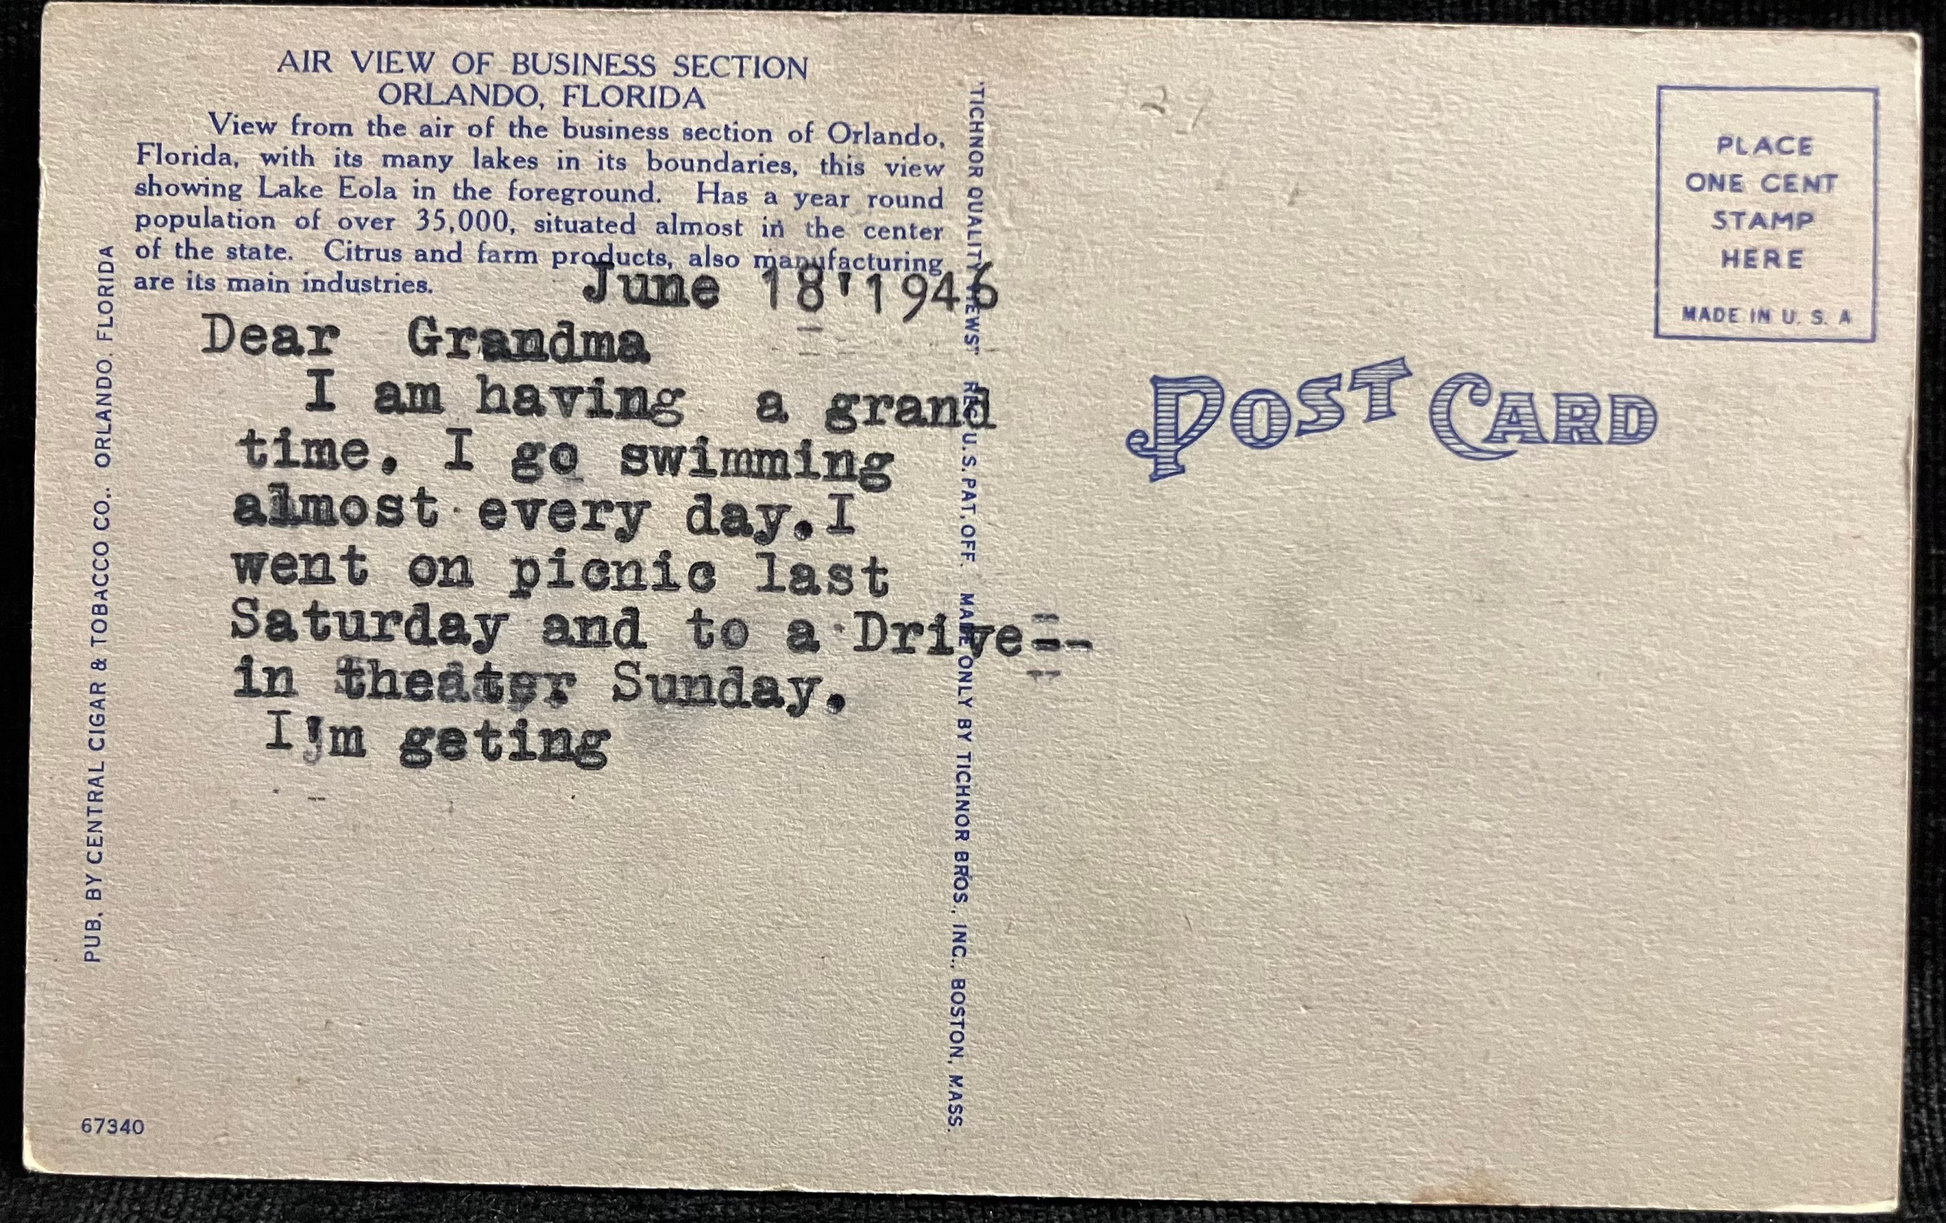 AIR VIEW OF BUSINESS SECTION
ORLANDO, FLORIDA
View from the air of the business section of Orlando,
Florida, with its many lakes in its boundaries, this view
showing Lake Eola in the foreground. Has a year round
population of over 35,000, situated almost in the center
of the state. Citrus and farm products, also manufacturing
are its main industries.
June 18'1946
Dear Grandma
I am having a grand
time. I go swimming
almost every day.I
went on picnic last
Saturday and to a Drive--
in theater Sunday.
I'm geting
PUB. BY CENTRAL CIGAR & TOBACCO CO., ORLANDO, FLORIDA
67340
"TICHNOR QUALITY VIEWS" REG. U.S. PAT. OFF. MADE ONLY BY TICHNOR BROS., INC., BOSTON, MASS.
29
POST CARD
PLACE
ONE CENT
STAMP
HERE
MADE IN U. S. A